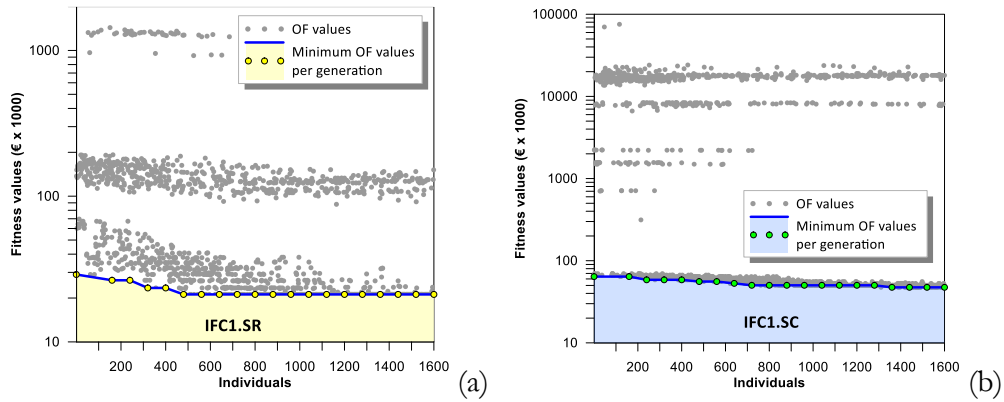 Fitness values (€ x 1000)
1000
100
10
OF values
Minimum OF values
per generation
IFC1.SR
200 400 600 800 1000 1200 1400 1600
Individuals
(a)
Fitness values (€ x 1000)
100000
10000
1000
100
10
OF values
Minimum OF values
per generation
IFC1.SC
200 400 600 800 1000 1200 1400 1600
Individuals
(b)